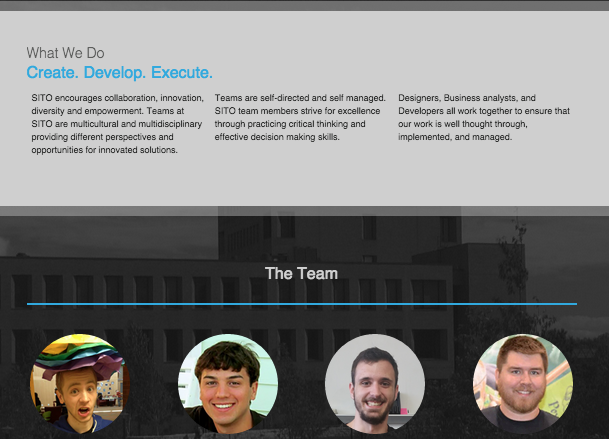 What We Do
Create. Develop. Execute.
SITO encourages collaboration, innovation,
diversity and empowerment. Teams at
SITO are multicultural and multidisciplinary
providing different perspectives and
opportunities for innovated solutions.
Teams are self-directed and self managed.
SITO team members strive for excellence
through practicing critical thinking and
effective decision making skills.
Designers, Business analysts, and
Developers all work together to ensure that
our work is well thought through,
implemented, and managed.
The Team